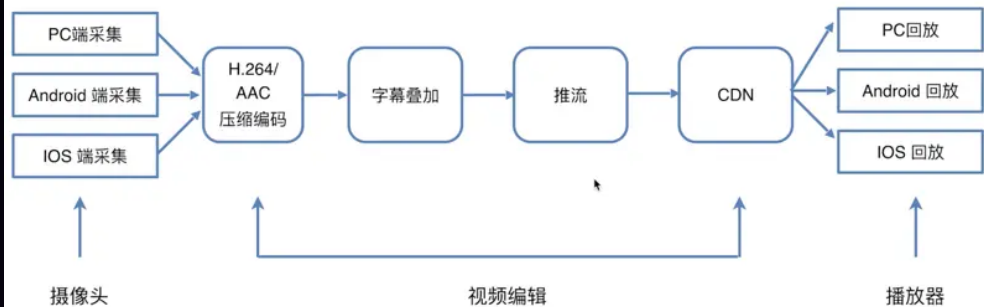 PC端采集
Android 端采集
IOS 端采集
H.264/
AAC
压缩编码
字幕叠加
推流
CDN
PC回放
Android 回放
IOS 回放
摄像头
视频编辑
播放器